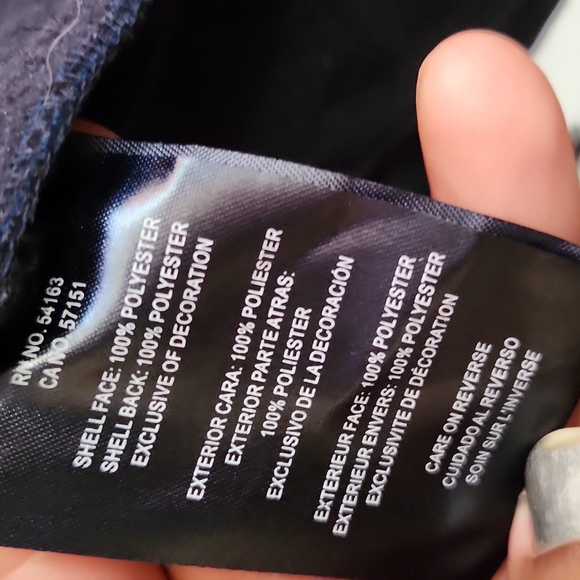 RN NO. 54163
CA NO. 57151
SHELL FACE: 100% POLYESTER
SHELL BACK: 100% POLYESTER
EXCLUSIVE OF DECORATION
EXTERIOR CARA: 100% POLIESTER
EXTERIOR PARTE ATRAS:
100% POLIESTER
EXCLUSIVO DE LA DECORACIÓN
EXTERIEUR FACE: 100% POLYESTER
EXTERIEUR ENVERS: 100% POLYESTER
EXCLUSIVITE DE DÉCORATION
CARE ON REVERSE
CUIDADO AL REVERSO
SOIN SUR L'INVERSE